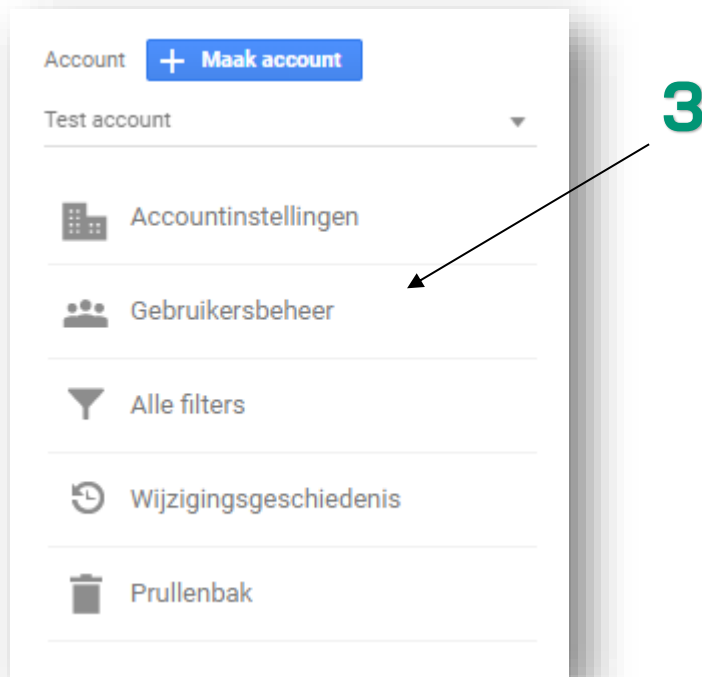 Account + Maak account
3
Test account
Accountinstellingen
Gebruikersbeheer
Alle filters
Wijzigingsgeschiedenis
Prullenbak